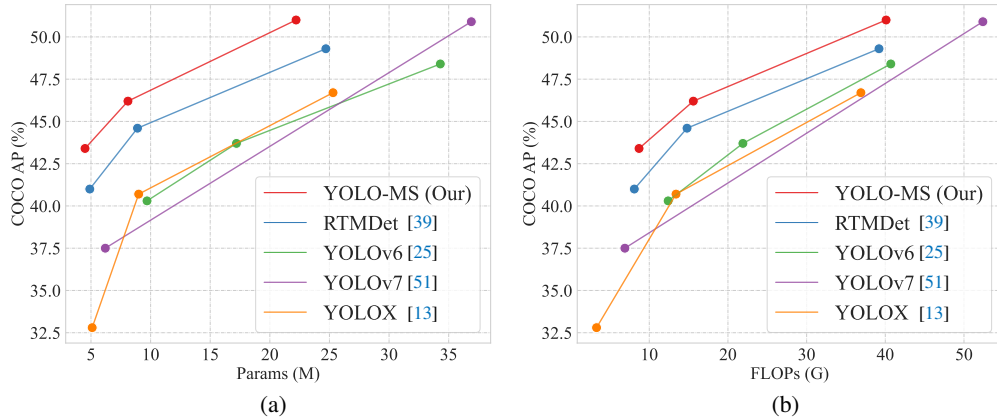 COCO AP (%)
50.0
47.5
45.0
42.5
40.0
37.5
35.0
32.5
5
10
15
20
25
30
35
Params (M)
YOLO-MS (Our)
RTMDet [39]
YOLOv6 [25]
YOLOv7 [51]
YOLOX [13]
(a)
COCO AP (%)
50.0
47.5
45.0
42.5
40.0
37.5
35.0
32.5
10
20
30
40
50
FLOPs (G)
YOLO-MS (Our)
RTMDet [39]
YOLOv6 [25]
YOLOv7 [51]
YOLOX [13]
(b)